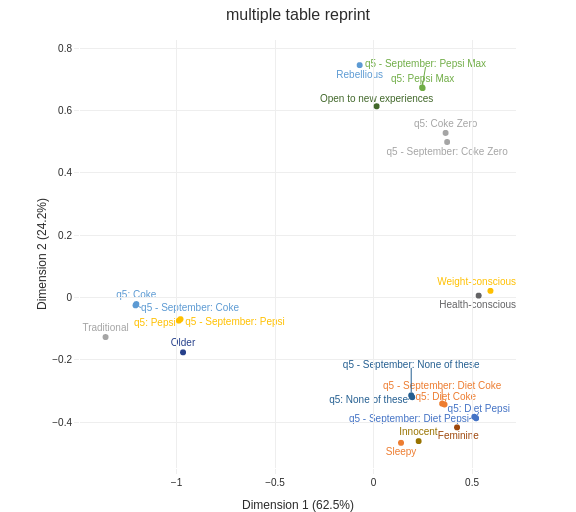 multiple table reprint
0.8
q5 - September: Pepsi Max
Rebellious
q5: Pepsi Max
Open to new experiences
0.6
q5: Coke Zero
q5 - September: Coke Zero
0.4
0.2
Dimension 2 (24.2%)
Weight-conscious
q5: Coke
0
Health-conscious
q5 - September: Coke
q5: Pepsi
q5 - September: Pepsi
Traditional
Older
−0.2
q5 - September: None of these
q5 - September: Diet Coke
q5: None of these
q5: Diet Coke
q5: Diet Pepsi
q5 - September: Diet Pepsi
−0.4
Innocent
Feminine
Sleepy
−1
−0.5
0
0.5
Dimension 1 (62.5%)